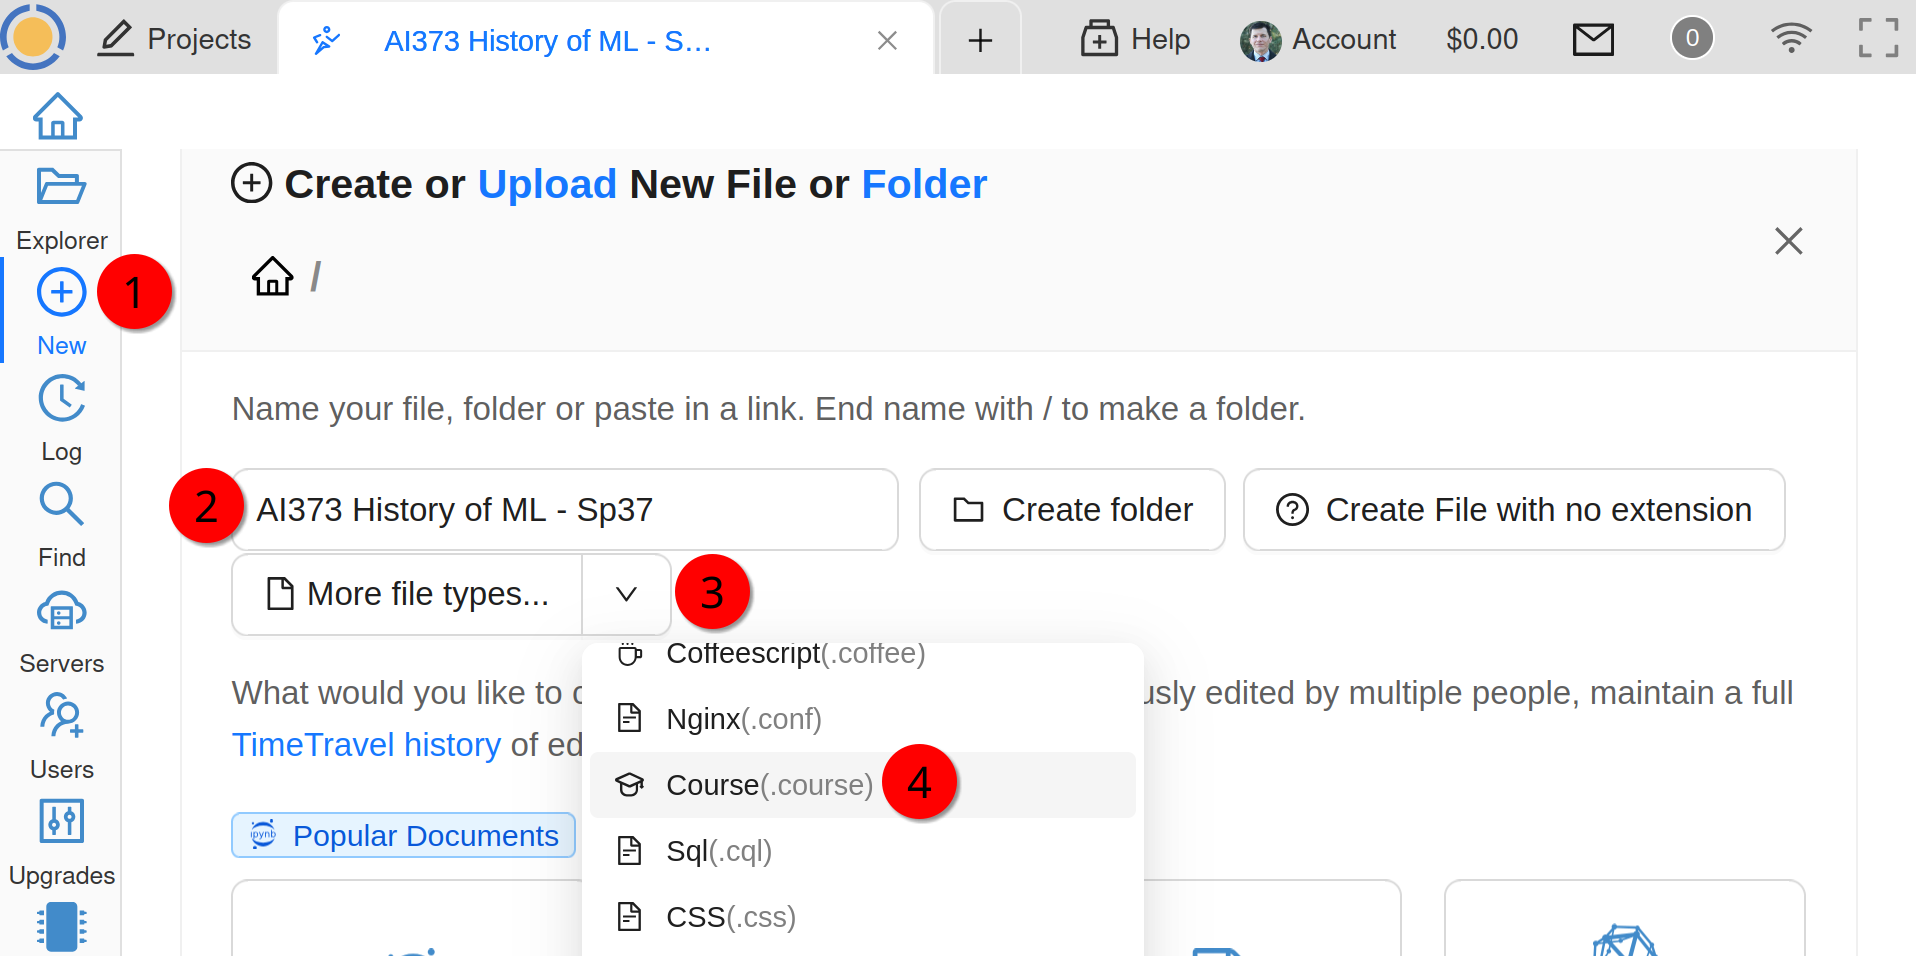 Projects
AI373 History of ML - S...
Help
Account
$0.00
0
Explorer
New
Log
Find
Servers
Users
Upgrades
1
Create or Upload New File or Folder
/
Name your file, folder or paste in a link. End name with / to make a folder.
2
AI373 History of ML - Sp37
Create folder
Create File with no extension
More file types...
3
Coffeescript(.coffee)
Nginx(.conf)
Course(.course)
4
Sql(.cql)
CSS(.css)
What would you like to
edited by multiple people, maintain a full
TimeTravel history of
ipynb
Popular Documents